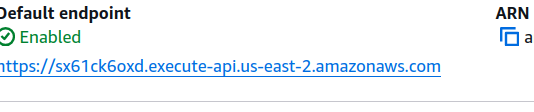 Default endpoint
ARN
Enabled
a
https://sx61ck6oxd.execute-api.us-east-2.amazonaws.com